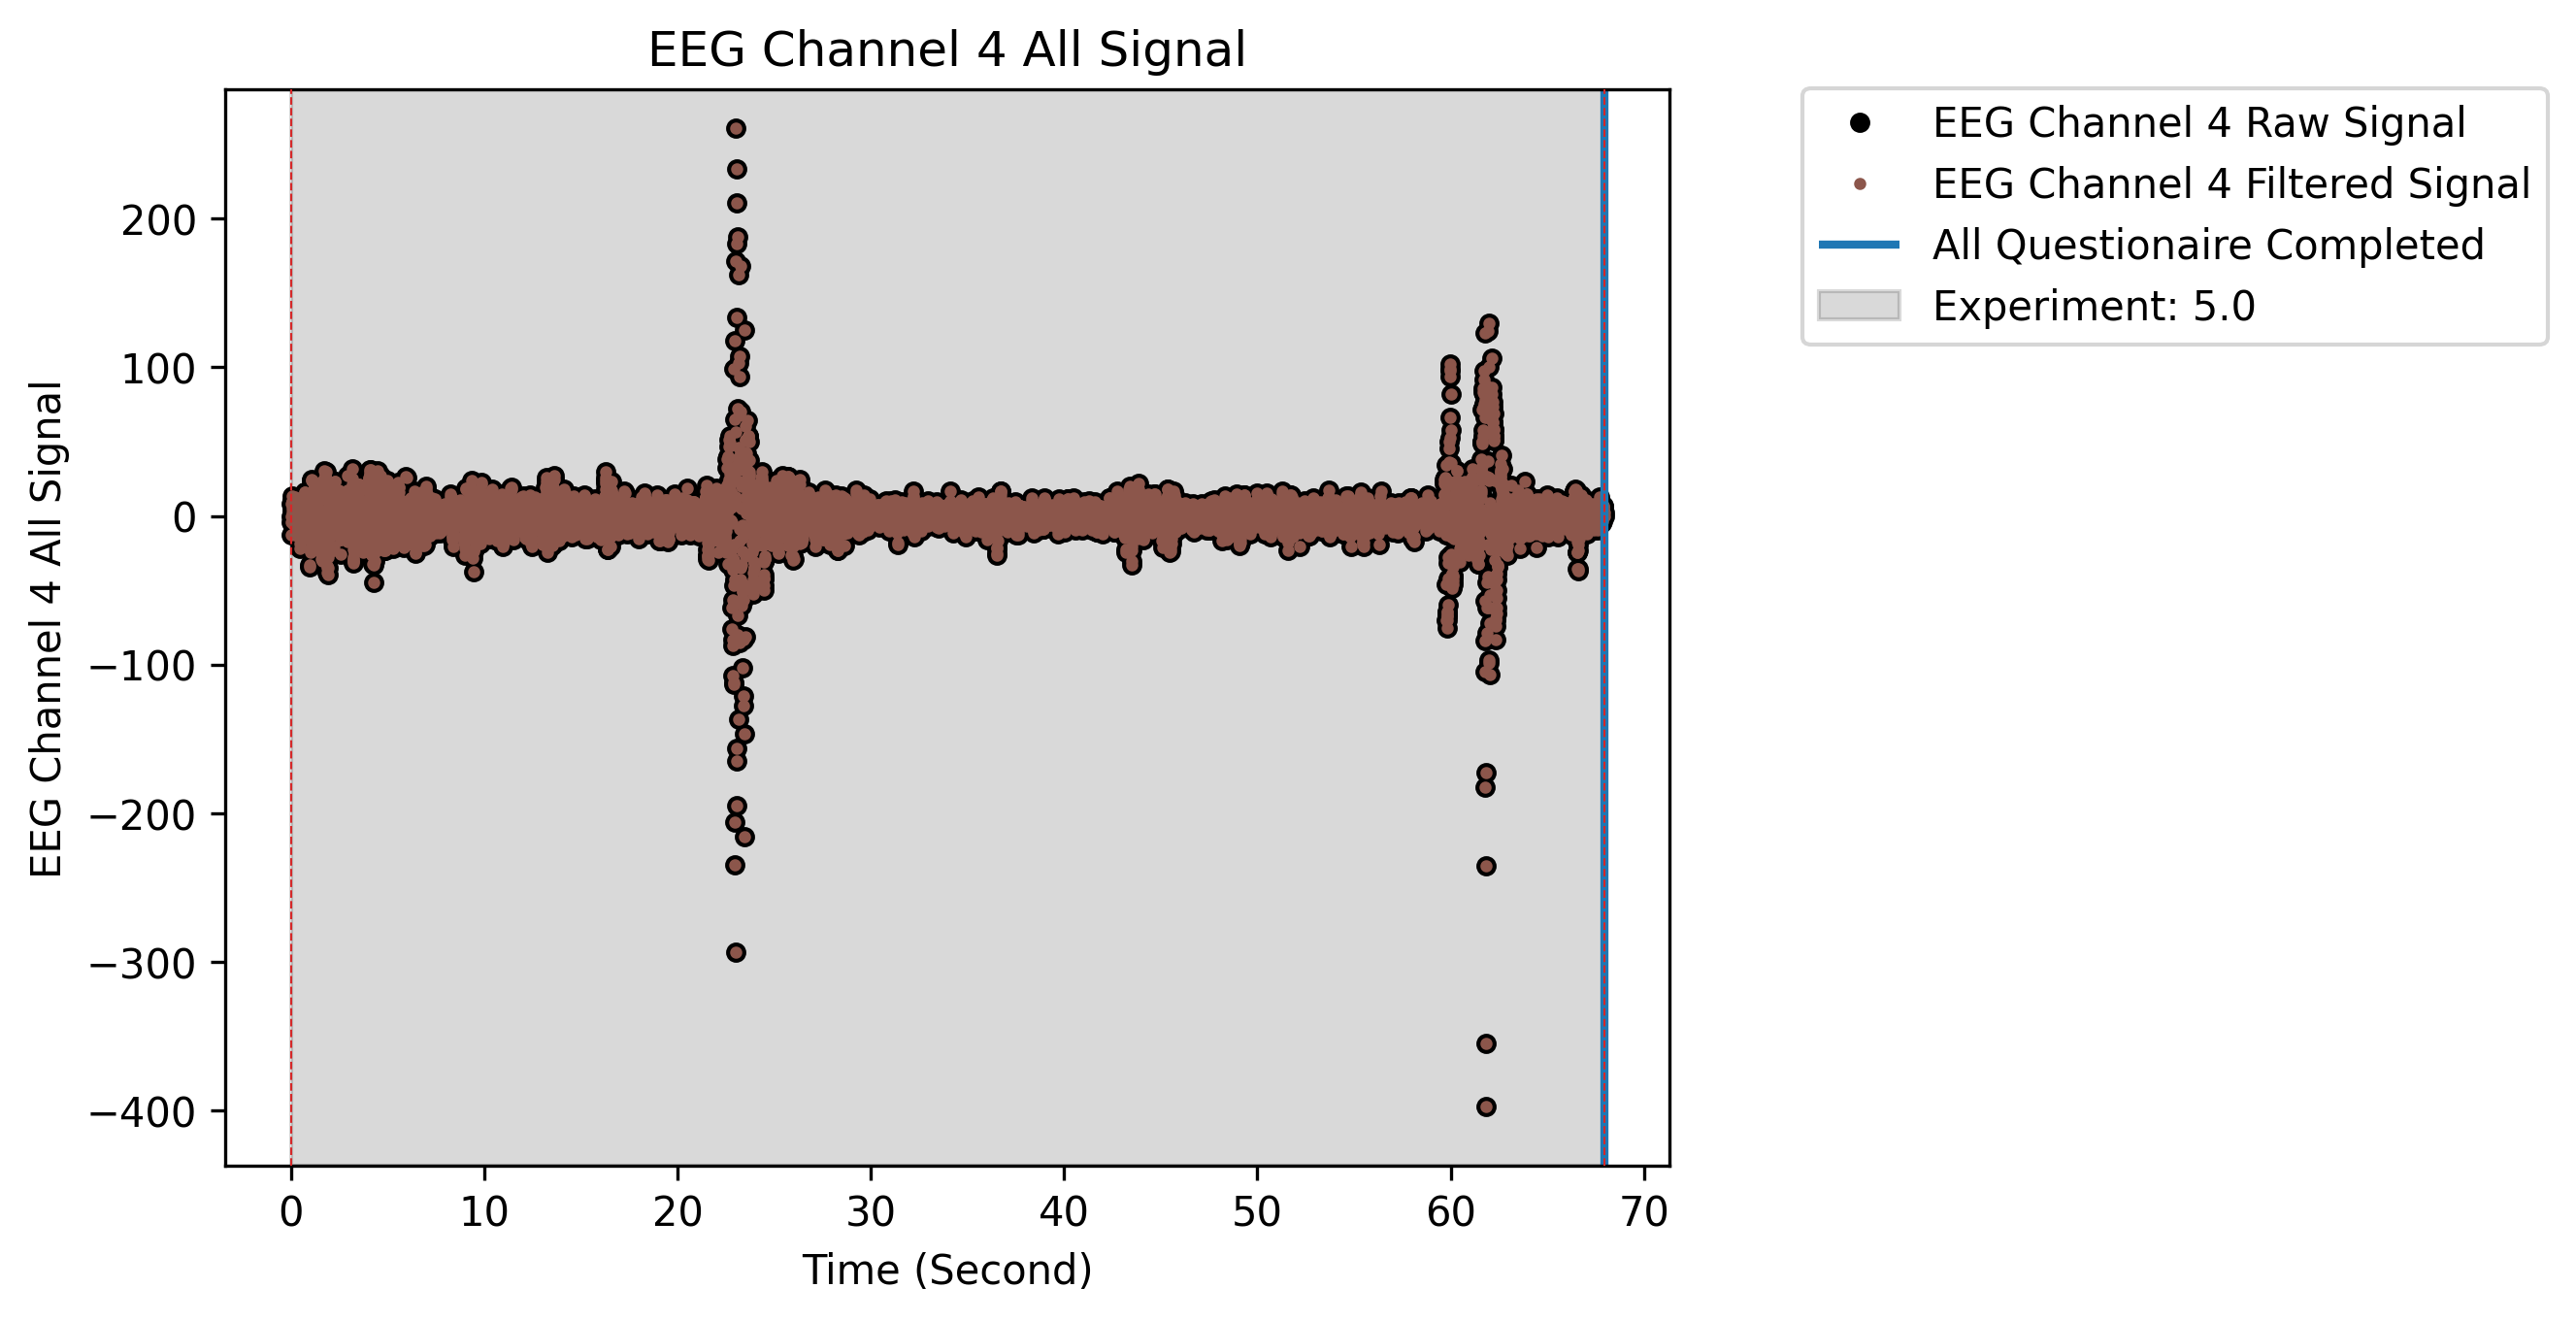 EEG Channel 4 All Signal
EEG Channel 4 Raw Signal
EEG Channel 4 Filtered Signal
All Questionaire Completed
Experiment: 5.0
EEG Channel 4 All Signal
200
100
0
−100
−200
−300
−400
0 10 20 30 40 50 60 70
Time (Second)